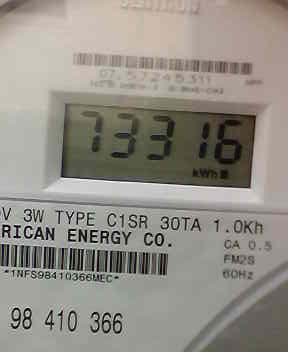 07.57245311
73316
kWh
0V 3W TYPE C1SR 30TA 1.0Kh
RICAN ENERGY CO.
CA 0.5
FM2S
60Hz
*1NFS98410366MEC*
98 410 366